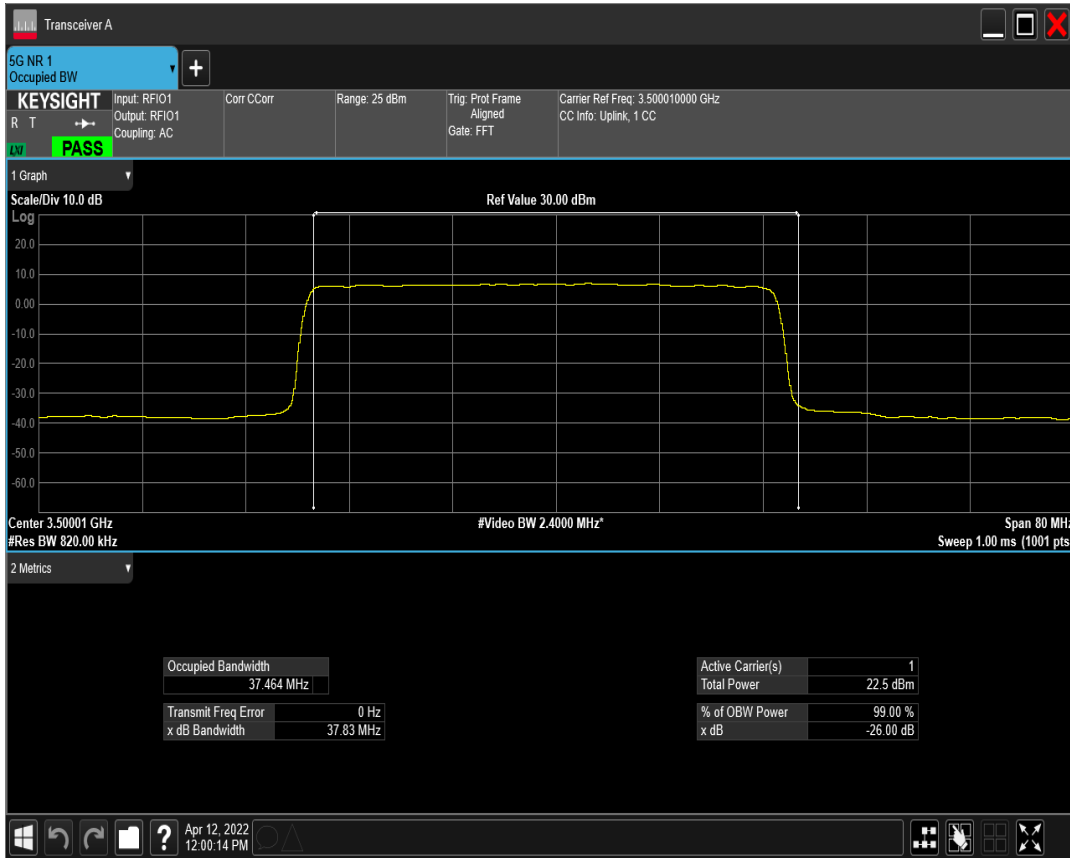 Transceiver A
5G NR 1
Occupied BW
KEYSIGHT
R T
LXI
PASS
Input: RFIO1
Output: RFIO1
Coupling: AC
Corr CCorr
Range: 25 dBm
Trig: Prot Frame
Aligned
Gate: FFT
Carrier Ref Freq: 3.500010000 GHz
CC Info: Uplink, 1 CC
1 Graph
Scale/Div 10.0 dB
Ref Value 30.00 dBm
Log
20.0
10.0
0.00
-10.0
-20.0
-30.0
-40.0
-50.0
-60.0
Center 3.50001 GHz
#Video BW 2.4000 MHz*
Span 80 MHz
#Res BW 820.00 kHz
Sweep 1.00 ms (1001 pts
2 Metrics
Occupied Bandwidth
37.464 MHz
Transmit Freq Error 0 Hz
x dB Bandwidth 37.83 MHz
Active Carrier(s) 1
Total Power 22.5 dBm
% of OBW Power 99.00 %
x dB -26.00 dB
?
Apr 12, 2022
12:00:14 PM